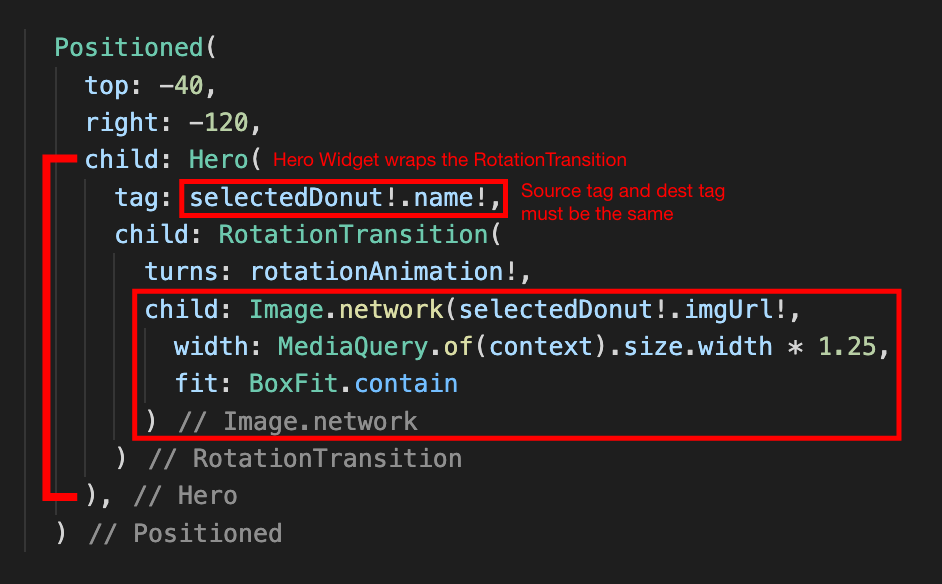 Positioned(
top: -40,
right: -120,
child: Hero( Hero Widget wraps the RotationTransition
tag: selectedDonut!.name!, Source tag and dest tag
must be the same
child: RotationTransition(
turns: rotationAnimation!,
child: Image.network(selectedDonut!.imgUrl!,
width: MediaQuery.of(context).size.width * 1.25,
fit: BoxFit.contain
) // Image.network
) // RotationTransition
), // Hero
) // Positioned